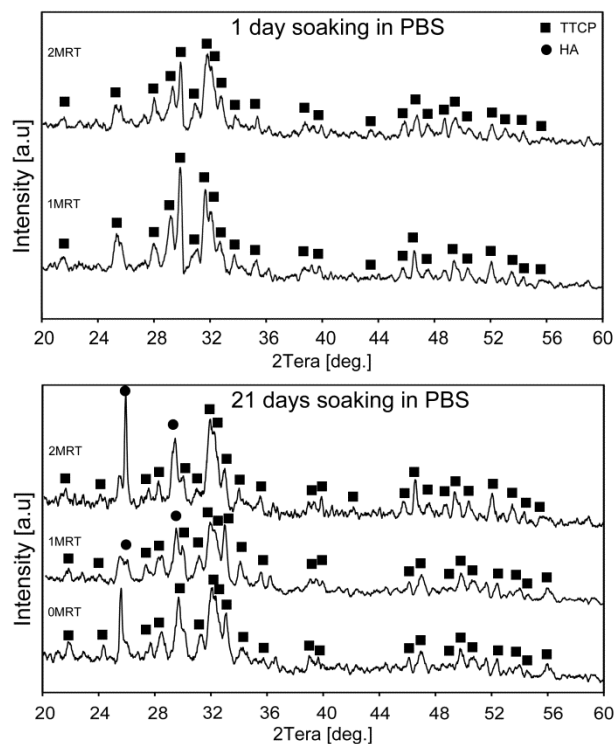 1 day soaking in PBS
TTCP
HA
2MRT
1MRT
Intensity [a.u]
20 24 28 32 36 40 44 48 52 56 60
2Tera [deg.]
21 days soaking in PBS
2MRT
1MRT
0MRT
Intensity [a.u]
20 24 28 32 36 40 44 48 52 56 60
2Tera [deg.]